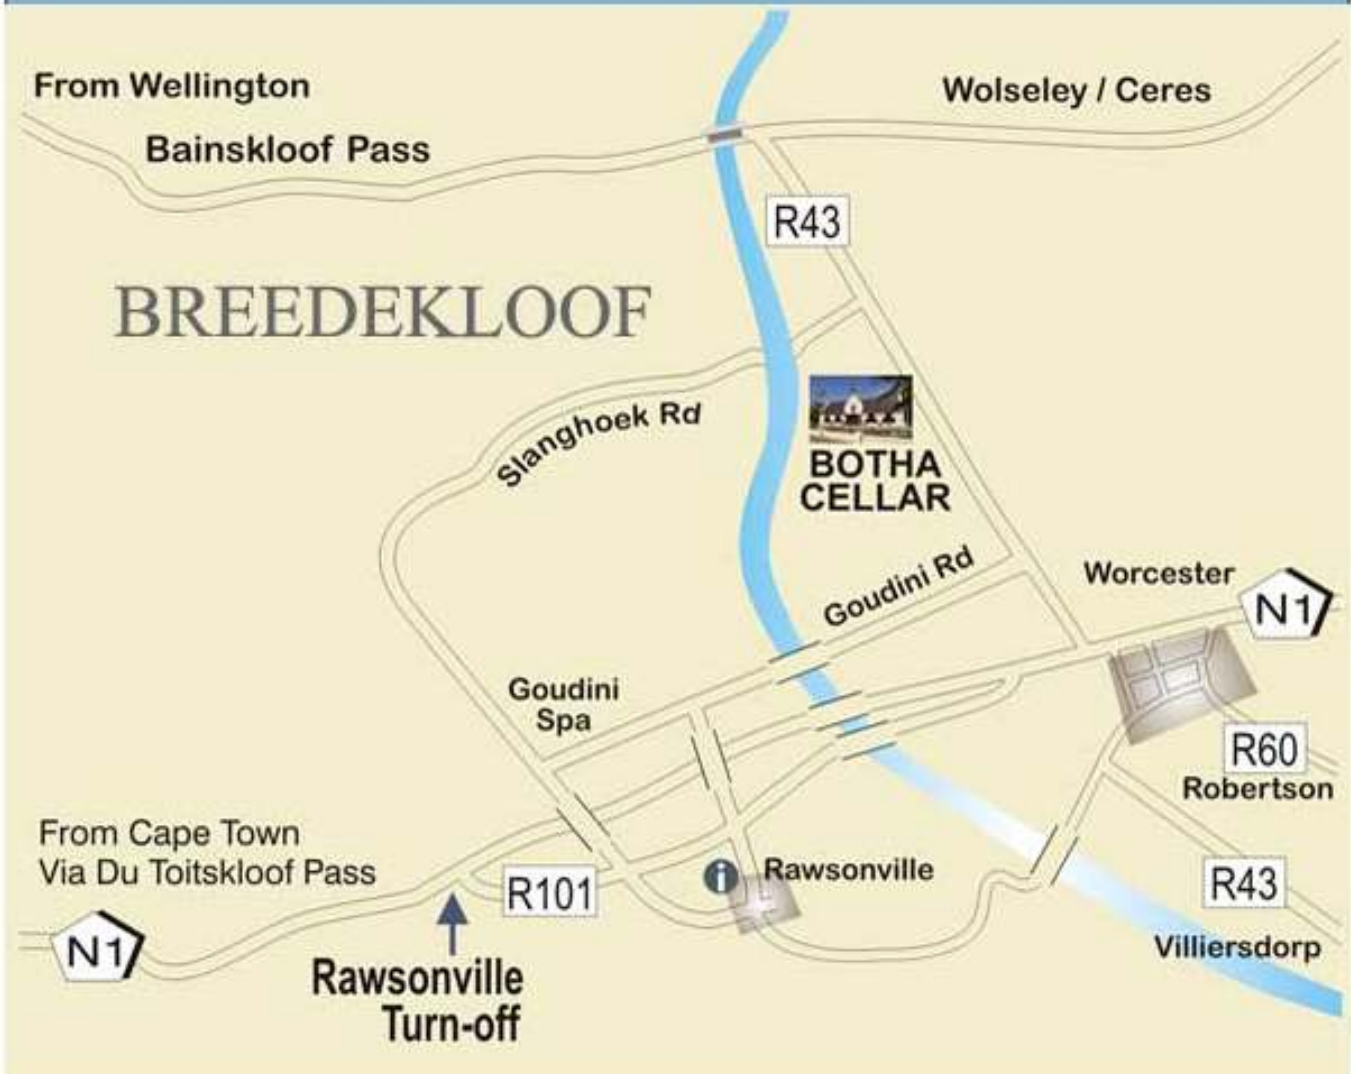 From Wellington
Wolseley / Ceres
Bainskloof Pass
R43
BREEDEKLOOF
Slanghoek Rd
BOTHA
CELLAR
Goudini Rd
Worcester
N1
Goudini
Spa
R60
Robertson
From Cape Town
Via Du Toitskloof Pass
R101
i
Rawsonville
R43
N1
Villiersdorp
Rawsonville
Turn-off